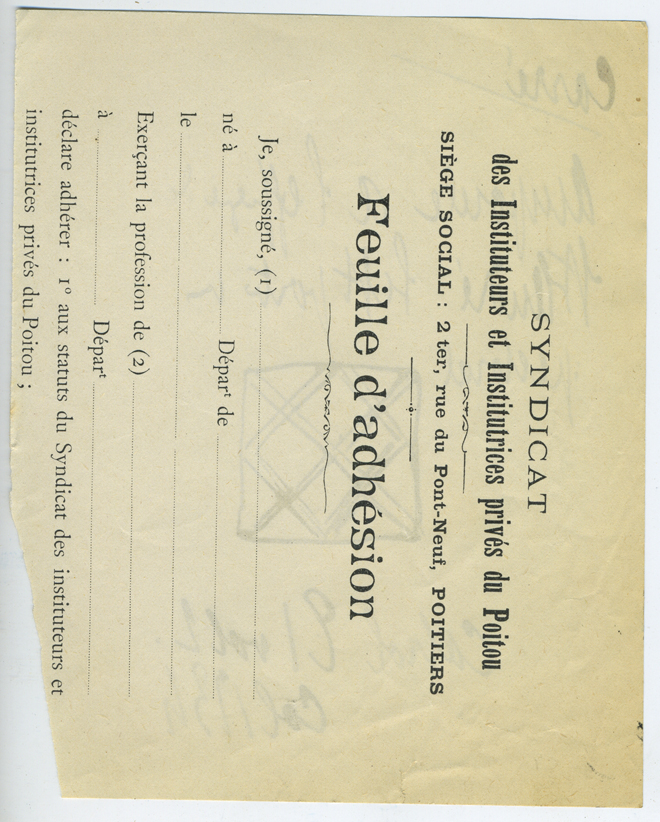 SYNDICAT
des Instituteurs et Institutrices privés du Poitou
SIÈGE SOCIAL : 2 ter, rue du Pont-Neuf, POITIERS
Feuille d'adhésion
Je, soussigné, (1)
né à Départ de
le
Exerçant la profession de (2)
à Départ
déclare adhérer : 1º aux statuts du Syndicat des instituteurs et
institutrices privés du Poitou ;